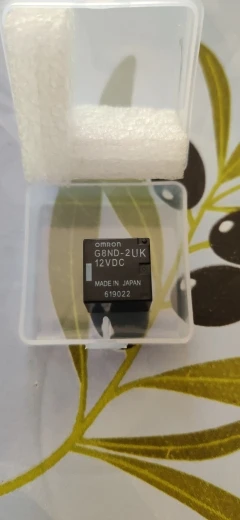 omron
G8ND-2UK
12VDC
MADE IN JAPAN
619022